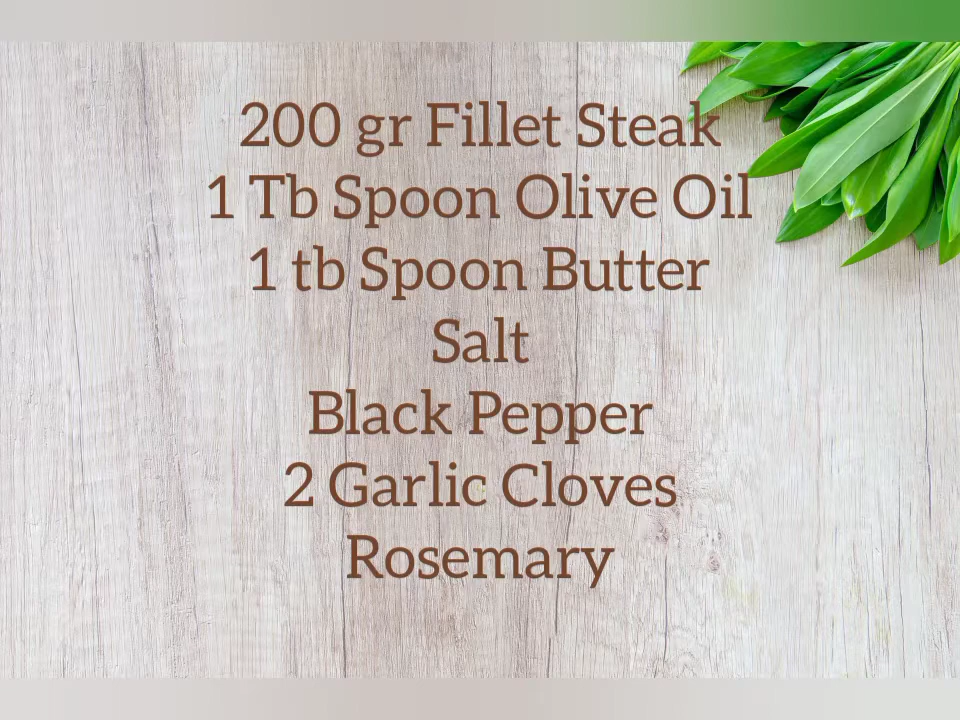 200 gr Fillet Steak
1 Tb Spoon Olive Oil
1 tb Spoon Butter
Salt
Black Pepper
2 Garlic Cloves
Rosemary